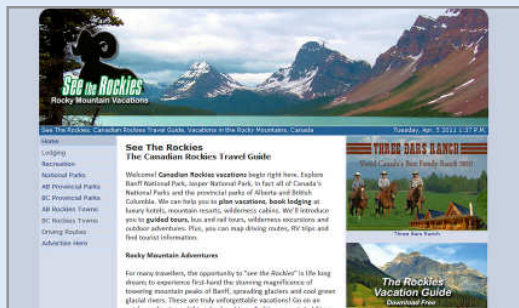 See the Rockies
Rocky Mountain Vacations
See The Rockies, Canadian Rockies Travel Guide, Vacations in the Rocky Mountains, Canada
Tuesday, Apr. 5 2011 1:37 P.M.
Home
Lodging
Recreation
National Parks
AB Provincial Parks
BC Provincial Parks
AB Rockies Towns
BC Rockies Towns
Driving Routes
Advertise Here
See The Rockies
The Canadian Rockies Travel Guide
Welcome! Canadian Rockies vacations begin right here. Explore
Banff National Park, Jasper National Park, in fact all of Canada's
National Parks and the provincial parks of Alberta and British
Columbia. We can help you to plan vacations, book lodging at
luxury hotels, mountain resorts, wilderness cabins. We'll introduce
you to guided tours, bus and rail tours, wilderness excursions and
outdoor adventures. Plus, you can map driving routes, RV trips and
find tourist information.
Rocky Mountain Adventures
For many travellers, the opportunity to "see the Rockies" is life long
dream; to experience first-hand the stunning magnificence of
towering mountain peaks of Banff, sprawling glaciers and cool green
glacial rivers. These are truly unforgettable vacations! Go on an
THREE BARS RANCH
Voted Canada's Best Family Ranch
Three Bars Ranch
The Rockies
Vacation Guide
Download Free